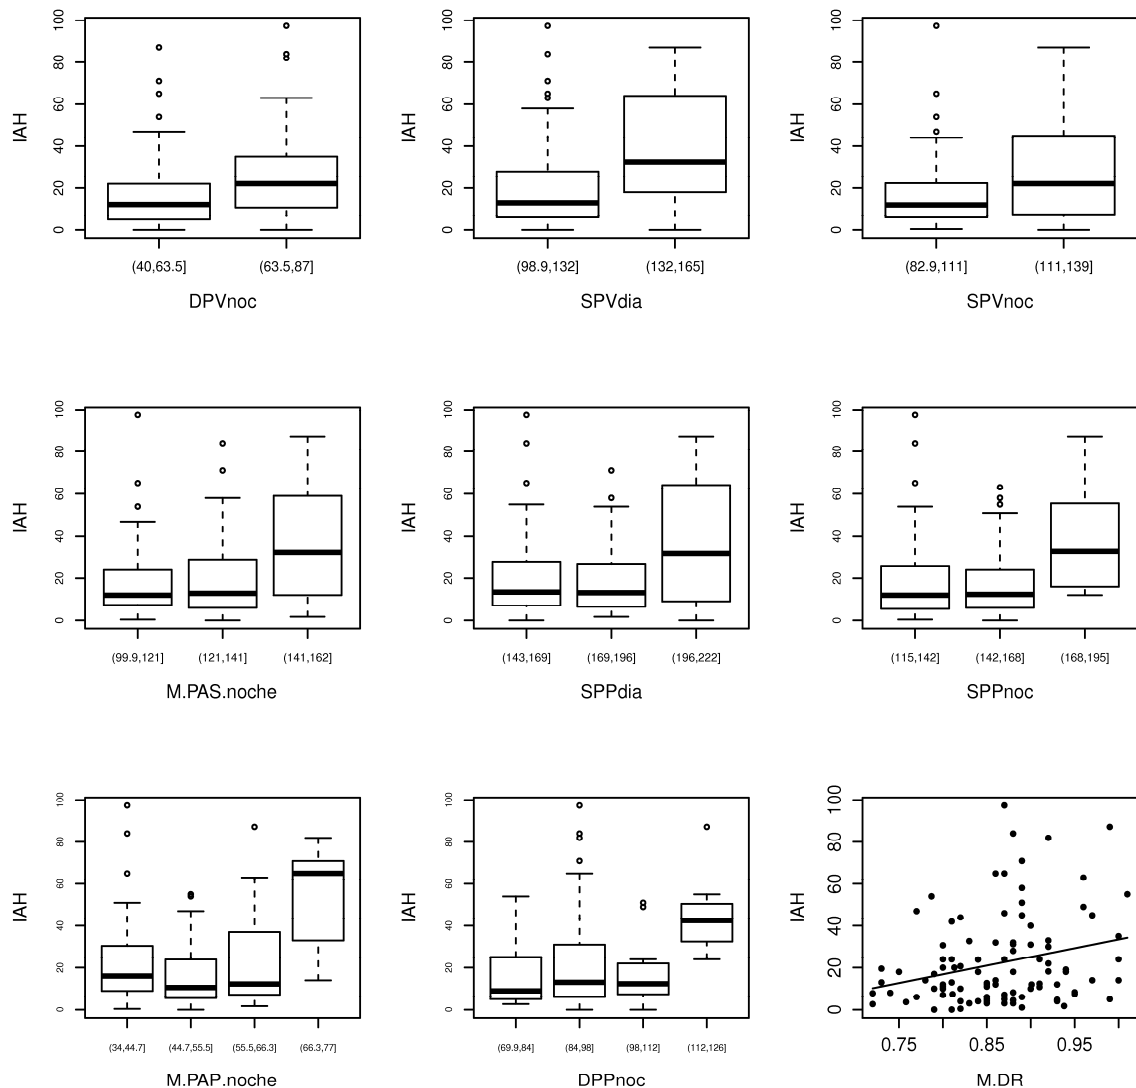 IAH
0 20 40 60 80 100
(40,63.5] (63.5,87]
DPVnoc
IAH
0 20 40 60 80 100
(98.9,132] (132,165]
SPVdia
IAH
0 20 40 60 80 100
(82.9,111] (111,139]
SPVnoc
IAH
0 20 40 60 80 100
(99.9,121] (121,141] (141,162]
M.PAS.noche
IAH
0 20 40 60 80 100
(143,169] (169,196] (196,222]
SPPdia
IAH
0 20 40 60 80 100
(115,142] (142,168] (168,195]
SPPnoc
IAH
0 20 40 60 80 100
(34,44.7] (44.7,55.5] (55.5,66.3] (66.3,77]
M.PAP.noche
IAH
0 20 40 60 80 100
(69.9,84] (84,98] (98,112] (112,126]
DPPnoc
IAH
0 20 40 60 80 100
0.75 0.85 0.95
M.DR